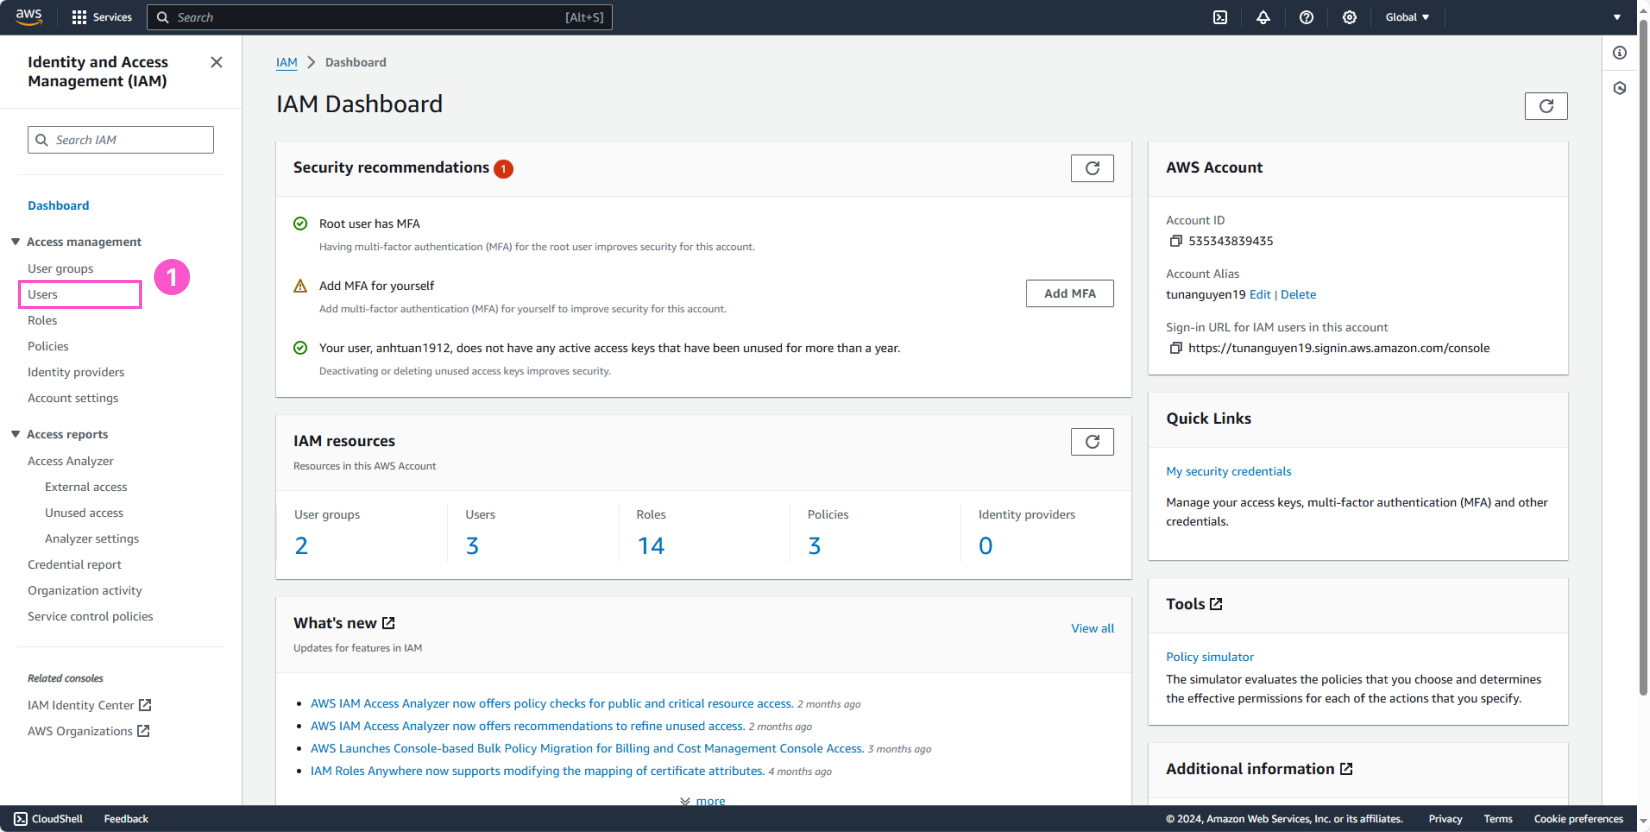 aws
Services
Search
[Alt+S]
Global
Identity and Access
Management (IAM)
Search IAM
Dashboard
Access management
User groups
Users
1
Roles
Policies
Identity providers
Account settings
Access reports
Access Analyzer
External access
Unused access
Analyzer settings
Credential report
Organization activity
Service control policies
Related consoles
IAM Identity Center
AWS Organizations
IAM > Dashboard
IAM Dashboard
Security recommendations 1
Root user has MFA
Having multi-factor authentication (MFA) for the root user improves security for this account.
Add MFA for yourself
Add multi-factor authentication (MFA) for yourself to improve security for this account.
Add MFA
Your user, anhtuan1912, does not have any active access keys that have been unused for more than a year.
Deactivating or deleting unused access keys improves security.
IAM resources
Resources in this AWS Account
User groups
2
Users
3
Roles
14
Policies
3
Identity providers
0
What's new
View all
Updates for features in IAM
• AWS IAM Access Analyzer now offers policy checks for public and critical resource access. 2 months ago
• AWS IAM Access Analyzer now offers recommendations to refine unused access. 2 months ago
• AWS Launches Console-based Bulk Policy Migration for Billing and Cost Management Console Access. 3 months ago
• IAM Roles Anywhere now supports modifying the mapping of certificate attributes. 4 months ago
more
AWS Account
Account ID
535343839435
Account Alias
tunanguyen19 Edit | Delete
Sign-in URL for IAM users in this account
https://tunanguyen19.signin.aws.amazon.com/console
Quick Links
My security credentials
Manage your access keys, multi-factor authentication (MFA) and other
credentials.
Tools
Policy simulator
The simulator evaluates the policies that you choose and determines
the effective permissions for each of the actions that you specify.
Additional information
CloudShell
Feedback
© 2024, Amazon Web Services, Inc. or its affiliates.
Privacy
Terms
Cookie preferences